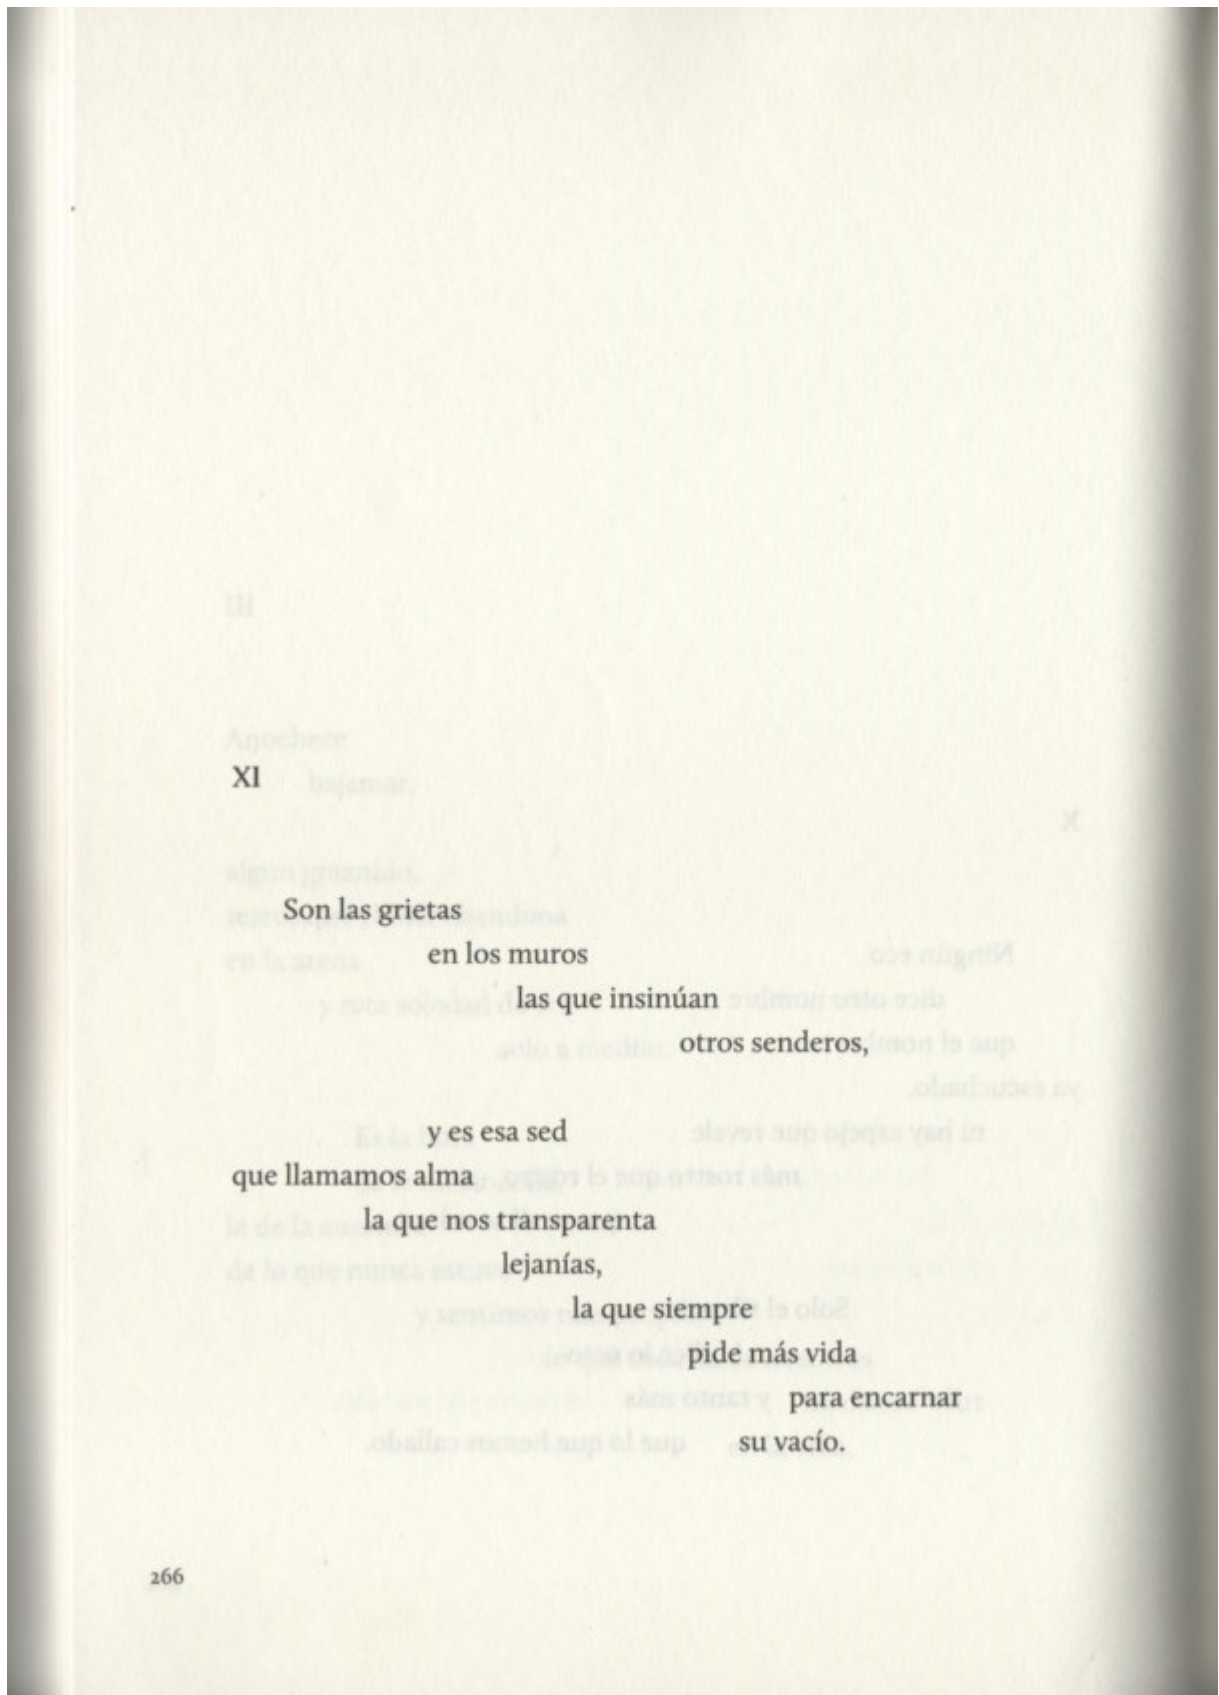 XI
Son las grietas
en los muros
las que insinúan
otros senderos,
y es esa sed
que llamamos alma
la que nos transparenta
lejanías,
la que siempre
pide más vida
para encarnar
su vacío.
266